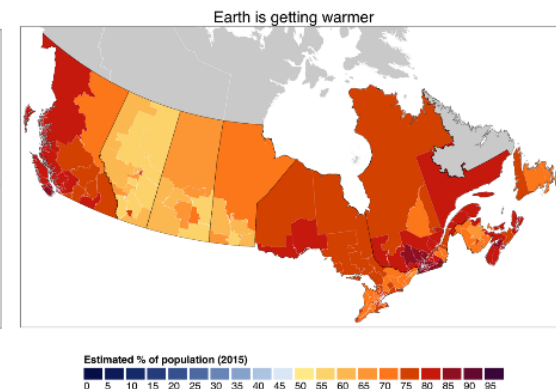 Earth is getting warmer
Estimated % of population (2015)
0 5 10 15 20 25 30 35 40 45 50 55 60 65 70 75 80 85 90 95